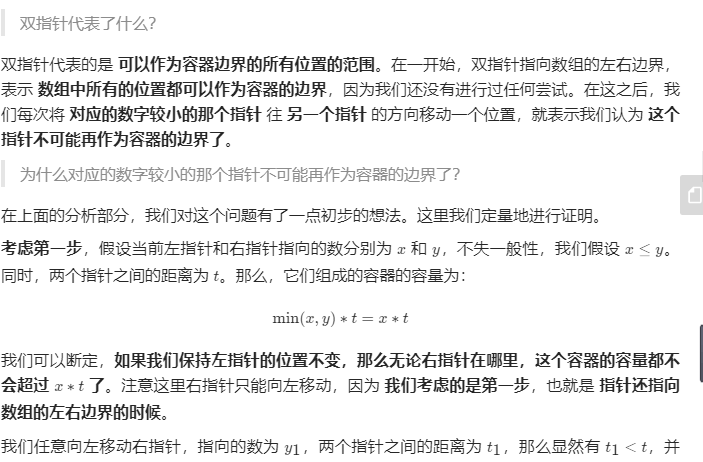 双指针代表了什么？
双指针代表的是 可以作为容器边界的所有位置的范围。在一开始，双指针指向数组的左右边界，
表示 数组中所有的位置都可以作为容器的边界，因为我们还没有进行过任何尝试。在这之后，我
们每次将 对应的数字较小的那个指针 往 另一个指针 的方向移动一个位置，就表示我们认为 这个
指针不可能再作为容器的边界了。
为什么对应的数字较小的那个指针不可能再作为容器的边界了？
在上面的分析部分，我们对这个问题有了一点初步的想法。这里我们定量地进行证明。
考虑第一步，假设当前左指针和右指针指向的数分别为 x 和 y，不失一般性，我们假设 x ≤ y。
同时，两个指针之间的距离为 t。那么，它们组成的容器的容量为：
min(x, y) * t = x * t
我们可以断定，如果我们保持左指针的位置不变，那么无论右指针在哪里，这个容器的容量都不
会超过 x * t 了。注意这里右指针只能向左移动，因为 我们考虑的是第一步，也就是 指针还指向
数组的左右边界的时候。
我们任意向左移动右指针，指向的数为 y₁，两个指针之间的距离为 t₁，那么显然有 t₁ < t，并